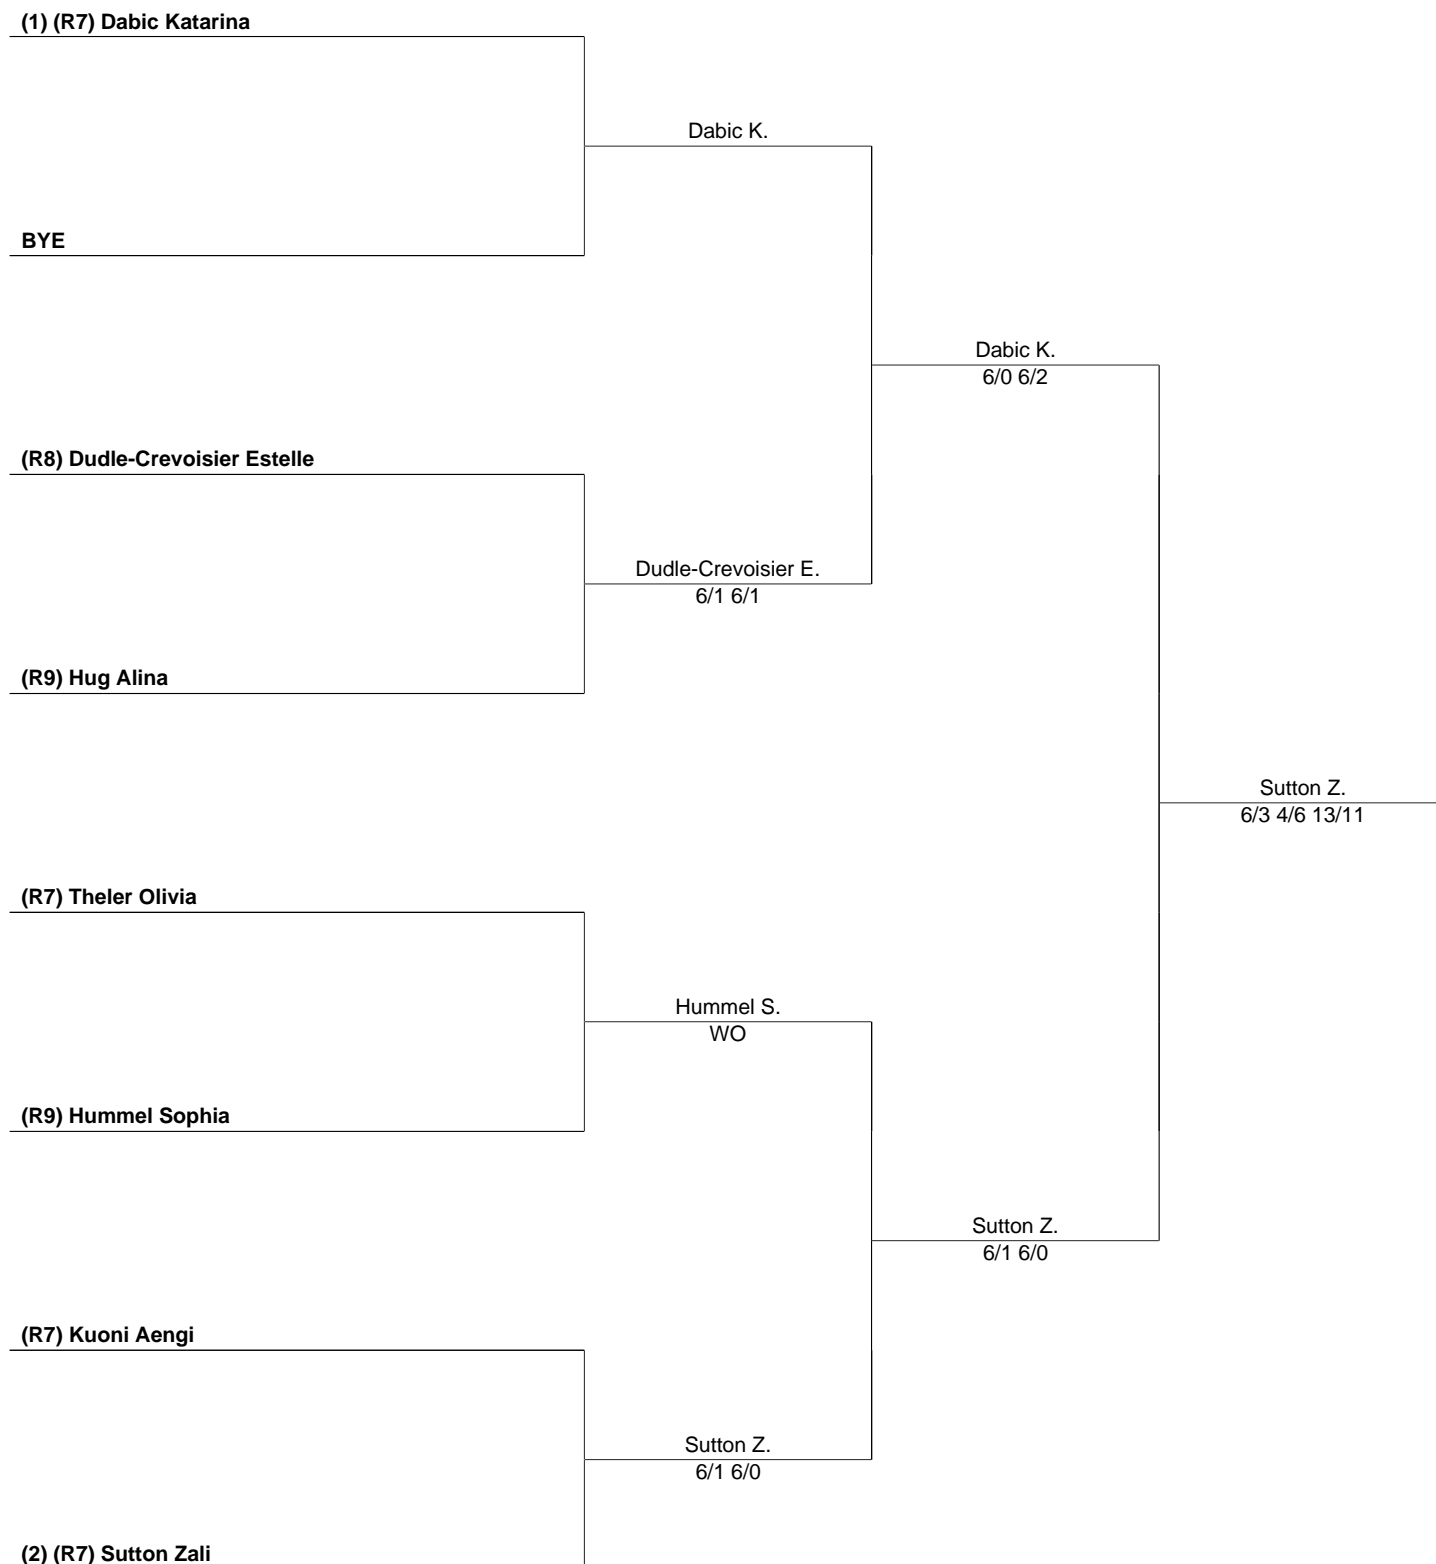 (1) (R7) Dabic Katarina
Dabic K.
BYE
Dabic K.
6/0 6/2
(R8) Dudle-Crevoisier Estelle
Dudle-Crevoisier E.
6/1 6/1
(R9) Hug Alina
Sutton Z.
6/3 4/6 13/11
(R7) Theler Olivia
Hummel S.
WO
(R9) Hummel Sophia
Sutton Z.
6/1 6/0
(R7) Kuoni Aengi
Sutton Z.
6/1 6/0
(2) (R7) Sutton Zali